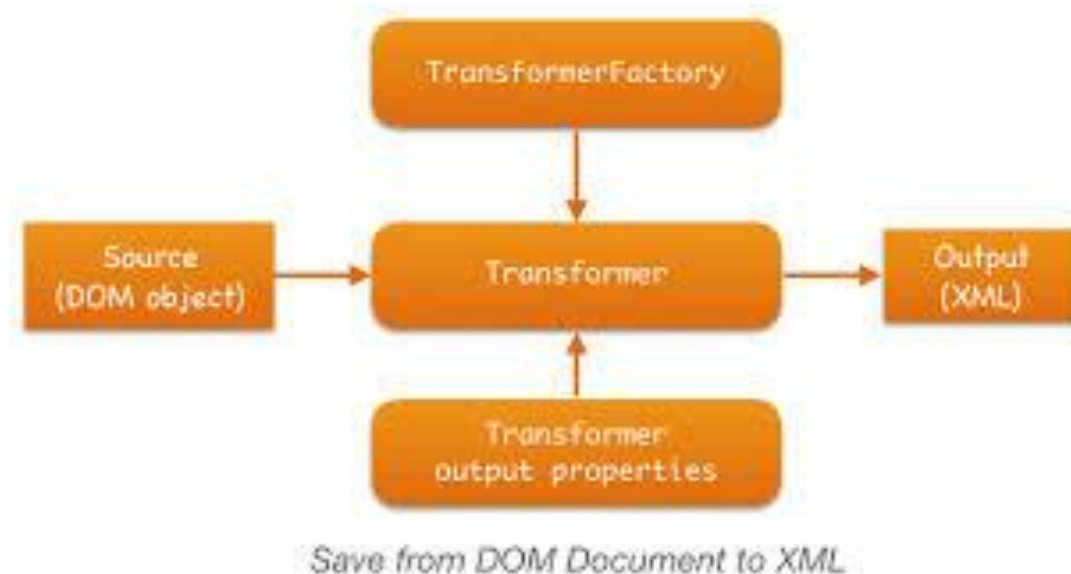 TransformerFactory
Source
(DOM object)
Transformer
Output
(XML)
Transformer
output properties
Save from DOM Document to XML